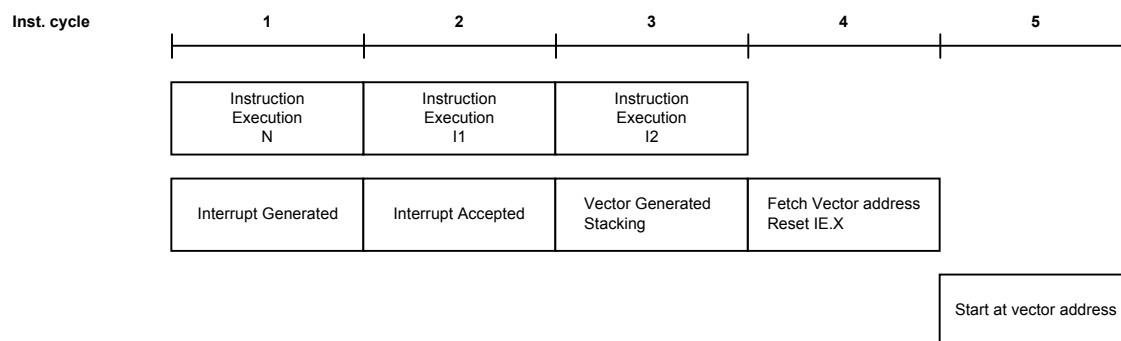 Inst. cycle 1 2 3 4 5
Instruction
Execution
N
Instruction
Execution
I1
Instruction
Execution
I2
Interrupt Generated
Interrupt Accepted
Vector Generated
Stacking
Fetch Vector address
Reset IE.X
Start at vector address